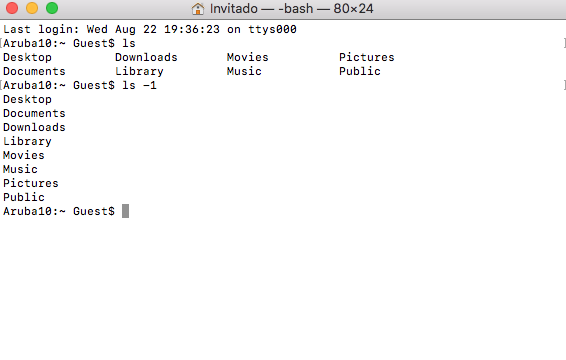 Invitado — -bash — 80×24
Last login: Wed Aug 22 19:36:23 on ttys000
[Aruba10:~ Guest$ ls ]
Desktop Downloads Movies Pictures
Documents Library Music Public
[Aruba10:~ Guest$ ls -1 ]
Desktop
Documents
Downloads
Library
Movies
Music
Pictures
Public
Aruba10:~ Guest$